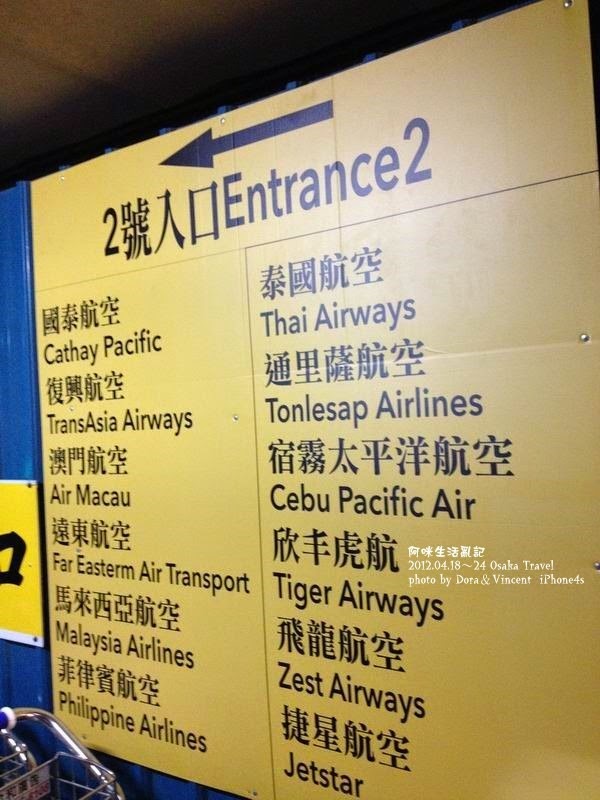 2號入口Entrance2
國泰航空
Cathay Pacific
復興航空
TransAsia Airways
澳門航空
Air Macau
遠東航空
Far Easterm Air Transport
馬來西亞航空
Malaysia Airlines
菲律賓航空
Philippine Airlines
泰國航空
Thai Airways
通里薩航空
Tonlesap Airlines
宿霧太平洋航空
Cebu Pacific Air
欣丰虎航
Tiger Airways
飛龍航空
Zest Airways
捷星航空
Jetstar
口
阿咪生活亂記
2012.04.18～24 Osaka Travel
photo by Dora & Vincent iPhone4s